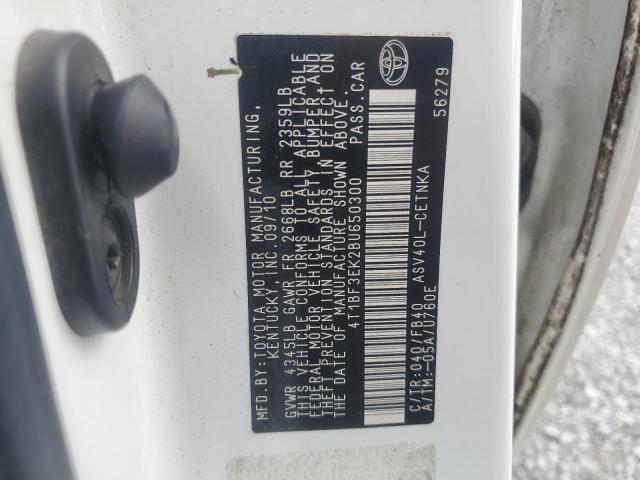 MFD.BY:TOYOTA MOTOR MANUFACTURING,
KENTUCKY, INC.09/10
GVWR 4345LB GAWR FR 2668LB RR 2359LB
THIS VEHICLE CONFORMS TO ALL APPLICABLE
FEDERAL MOTOR VEHICLE SAFETY, BUMPER, AND
THEFT PREVENTION STANDARDS IN EFFECT ON
THE DATE OF MANUFACTURE SHOWN ABOVE.
4T1BF3EK2BU650300 PASS.CAR
C/TR:040/FB40 ASV40L-CETNKA
A/TM:-05A/U760E 56279